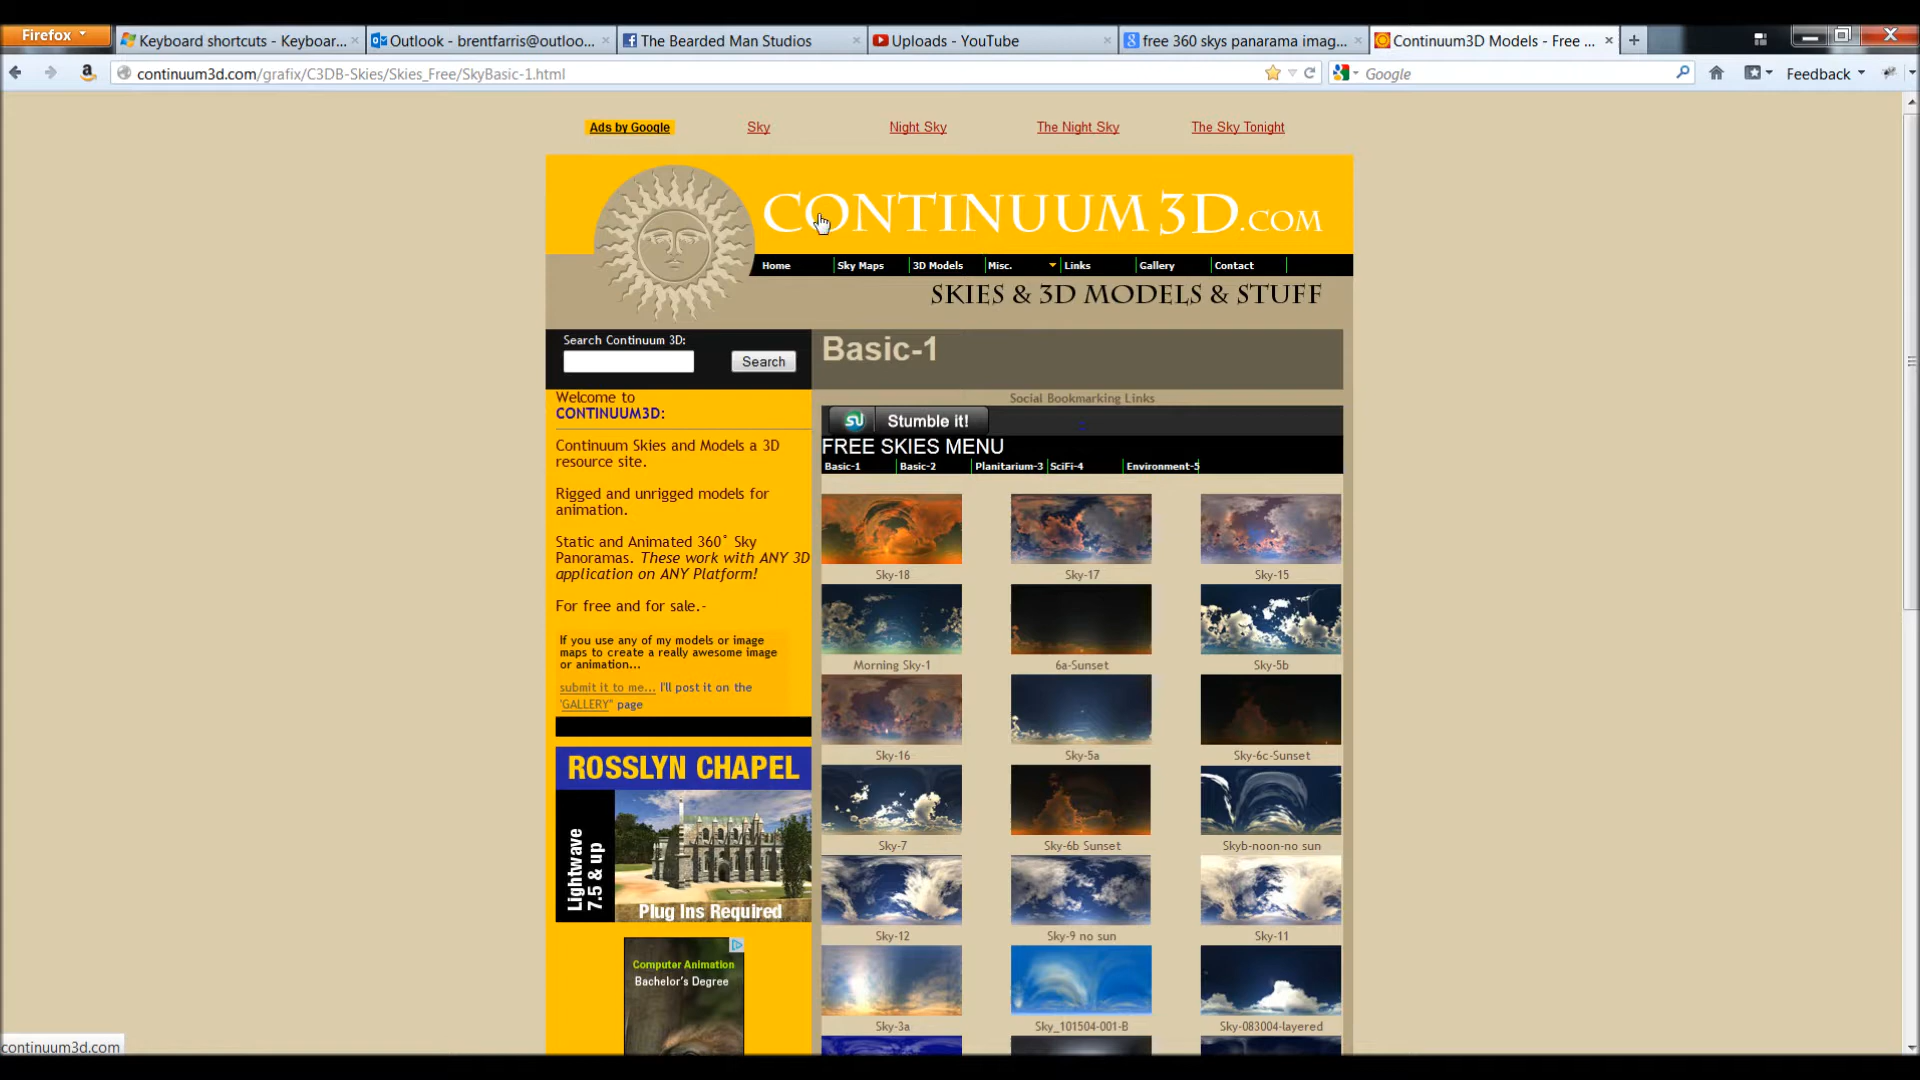 Firefox
Keyboard shortcuts - Keyboar...
Outlook - brentfarris@outloo...
The Bearded Man Studios
Uploads - YouTube
free 360 skys panarama imag...
Continuum3D Models - Free ...
continuum3d.com/grafix/C3DB-Skies/Skies_Free/SkyBasic-1.html
Google
Feedback
Ads by Google
Sky
Night Sky
The Night Sky
The Sky Tonight
CONTINUUM 3D.COM
Home
Sky Maps
3D Models
Misc.
Links
Gallery
Contact
SKIES & 3D MODELS & STUFF
Search Continuum 3D:
Search
Basic-1
Welcome to
CONTINUUM3D:
Continuum Skies and Models a 3D
resource site.
Rigged and unrigged models for
animation.
Static and Animated 360° Sky
Panoramas. These work with ANY 3D
application on ANY Platform!
For free and for sale.-
If you use any of my models or image
maps to create a really awesome image
or animation...
submit it to me... I'll post it on the
'GALLERY" page
ROSSLYN CHAPEL
Lightwave
7.5 & up
Plug Ins Required
Computer Animation
Bachelor's Degree
Social Bookmarking Links
Stumble it!
FREE SKIES MENU
Basic-1
Basic-2
Planitarium-3
SciFi-4
Environment-5
Sky-18
Sky-17
Sky-15
Morning Sky-1
6a-Sunset
Sky-5b
Sky-16
Sky-5a
Sky-6c-Sunset
Sky-7
Sky-6b Sunset
Skyb-noon-no sun
Sky-12
Sky-9 no sun
Sky-11
Sky-3a
Sky_101504-001-B
Sky-083004-layered
continuum3d.com